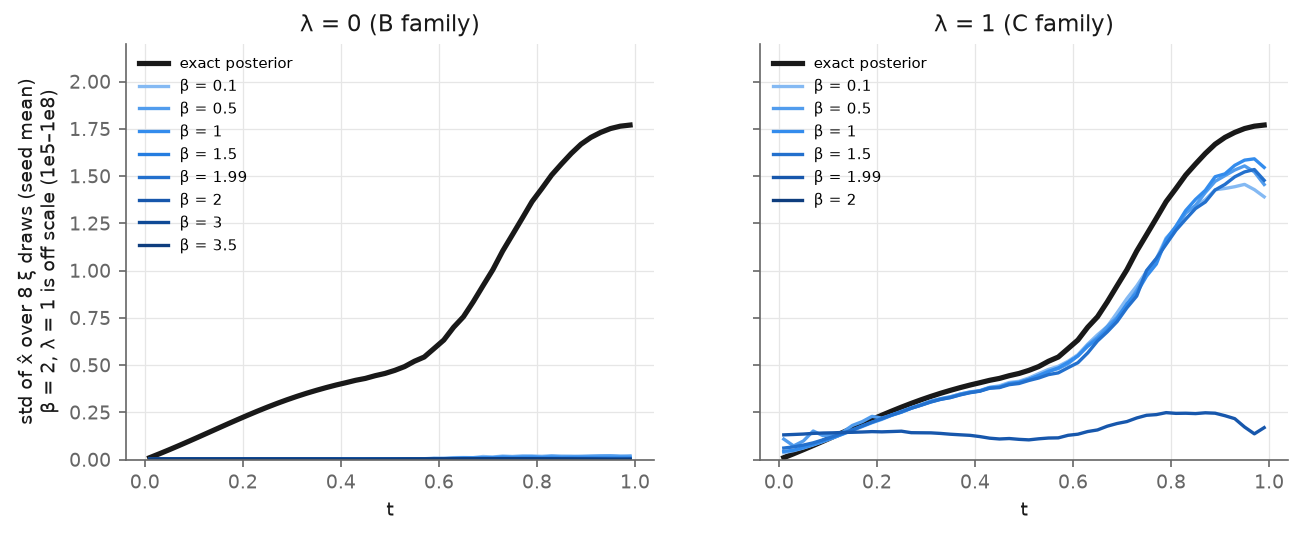 λ = 0 (B family)
exact posterior
β = 0.1
β = 0.5
β = 1
β = 1.5
β = 1.99
β = 2
β = 3
β = 3.5
std of x̂ over 8 ξ draws (seed mean)
β = 2, λ = 1 is off scale (1e5–1e8)
2.00
1.75
1.50
1.25
1.00
0.75
0.50
0.25
0.00
0.0 0.2 0.4 0.6 0.8 1.0
t
λ = 1 (C family)
exact posterior
β = 0.1
β = 0.5
β = 1
β = 1.5
β = 1.99
β = 2
0.0 0.2 0.4 0.6 0.8 1.0
t